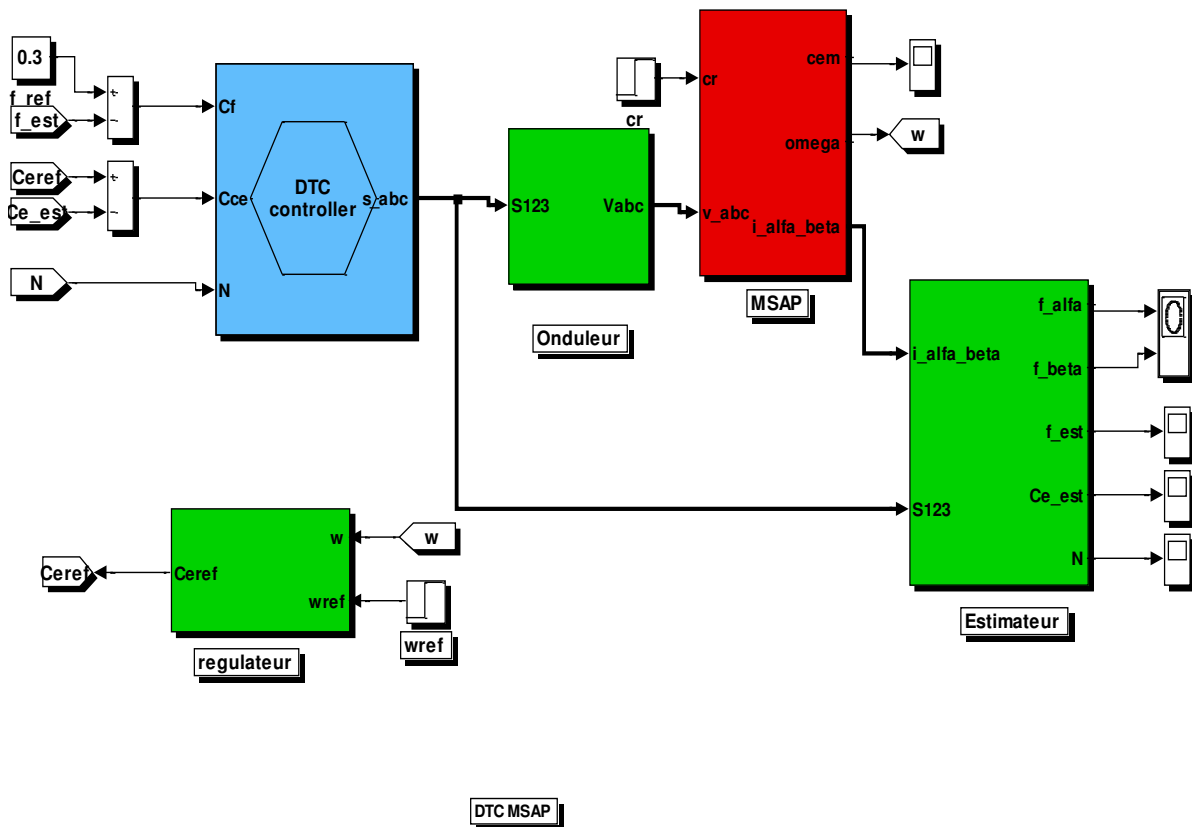 0.3
f_ref
f_est
Ceref
Ce_est
N
+
-
+
-
Cf
Cce
N
DTC
controller
s_abc
S123
Vabc
Onduleur
cr
cr
v_abc
cem
omega
i_alfa_beta
MSAP
w
i_alfa_beta
S123
f_alfa
f_beta
f_est
Ce_est
N
Estimateur
Ceref
Ceref
w
wref
w
wref
regulateur
DTC MSAP